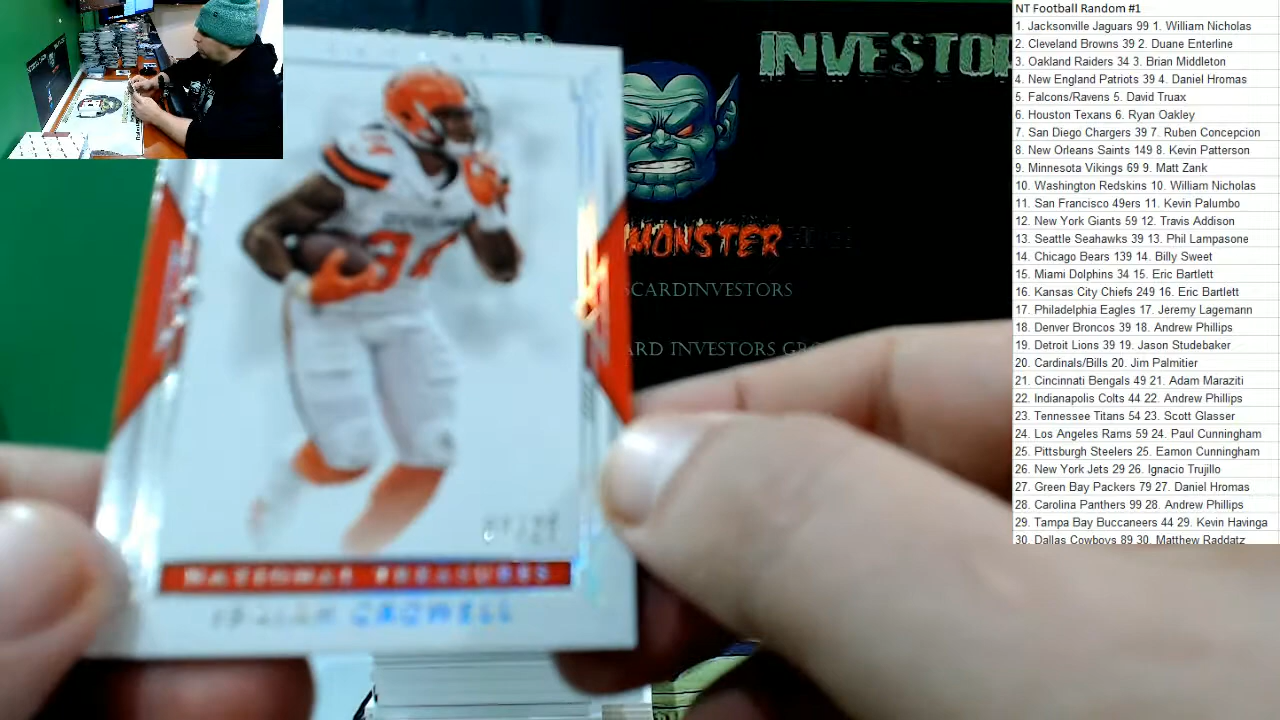 INVESTOR
MONSTER
SCARDINVESTORS
ARD INVESTORS GRO
34
NATIONAL TREASURES
ISAIAH CROWELL
NT Football Random #1
1. Jacksonville Jaguars 99 1. William Nicholas
2. Cleveland Browns 39 2. Duane Enterline
3. Oakland Raiders 34 3. Brian Middleton
4. New England Patriots 39 4. Daniel Hromas
5. Falcons/Ravens 5. David Truax
6. Houston Texans 6. Ryan Oakley
7. San Diego Chargers 39 7. Ruben Concepcion
8. New Orleans Saints 149 8. Kevin Patterson
9. Minnesota Vikings 69 9. Matt Zank
10. Washington Redskins 10. William Nicholas
11. San Francisco 49ers 11. Kevin Palumbo
12. New York Giants 59 12. Travis Addison
13. Seattle Seahawks 39 13. Phil Lampasone
14. Chicago Bears 139 14. Billy Sweet
15. Miami Dolphins 34 15. Eric Bartlett
16. Kansas City Chiefs 249 16. Eric Bartlett
17. Philadelphia Eagles 17. Jeremy Lagemann
18. Denver Broncos 39 18. Andrew Phillips
19. Detroit Lions 39 19. Jason Studebaker
20. Cardinals/Bills 20. Jim Palmitier
21. Cincinnati Bengals 49 21. Adam Maraziti
22. Indianapolis Colts 44 22. Andrew Phillips
23. Tennessee Titans 54 23. Scott Glasser
24. Los Angeles Rams 59 24. Paul Cunningham
25. Pittsburgh Steelers 25. Eamon Cunningham
26. New York Jets 29 26. Ignacio Trujillo
27. Green Bay Packers 79 27. Daniel Hromas
28. Carolina Panthers 99 28. Andrew Phillips
29. Tampa Bay Buccaneers 44 29. Kevin Havinga
30. Dallas Cowboys 89 30. Matthew Raddatz